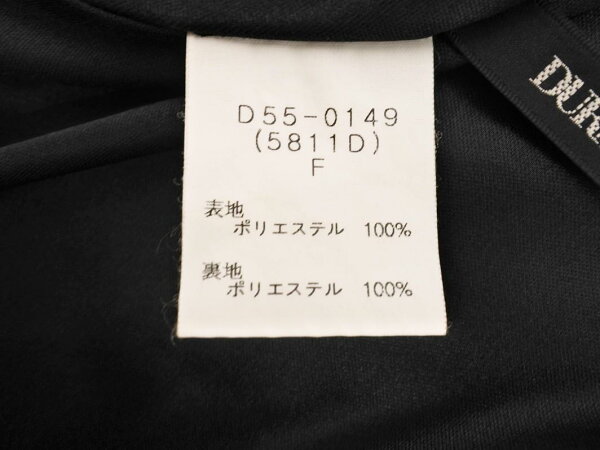 D55-0149
(5811D)
F
表地
ポリエステル 100%
裏地
ポリエステル 100%